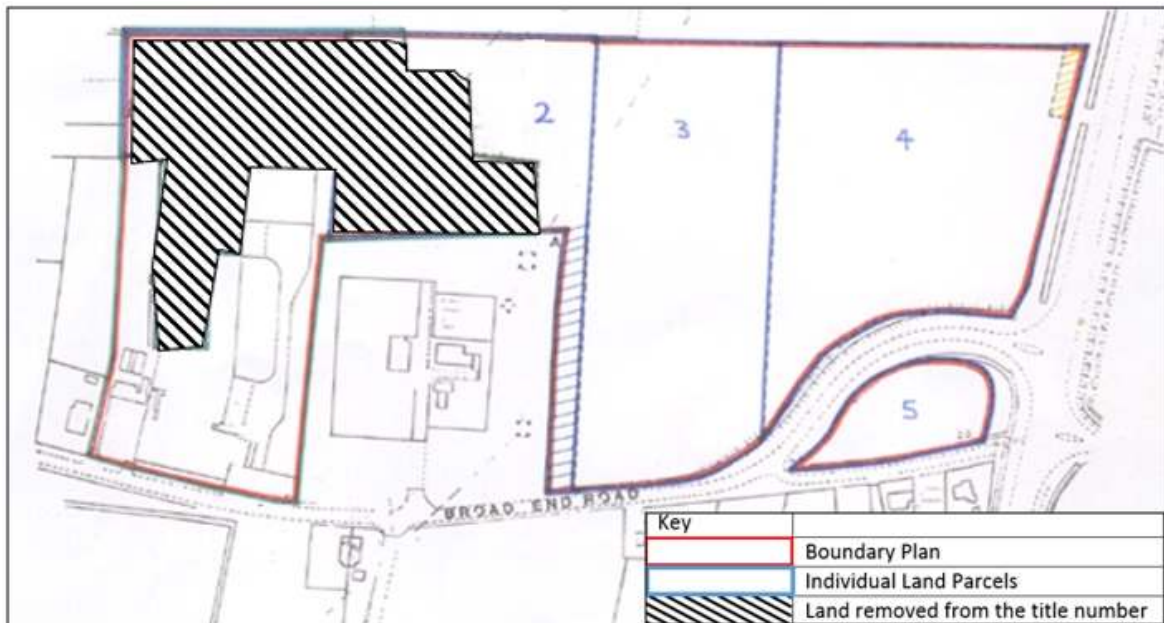 2
3
4
A
5
BROAD END ROAD
Key
Boundary Plan
Individual Land Parcels
Land removed from the title number